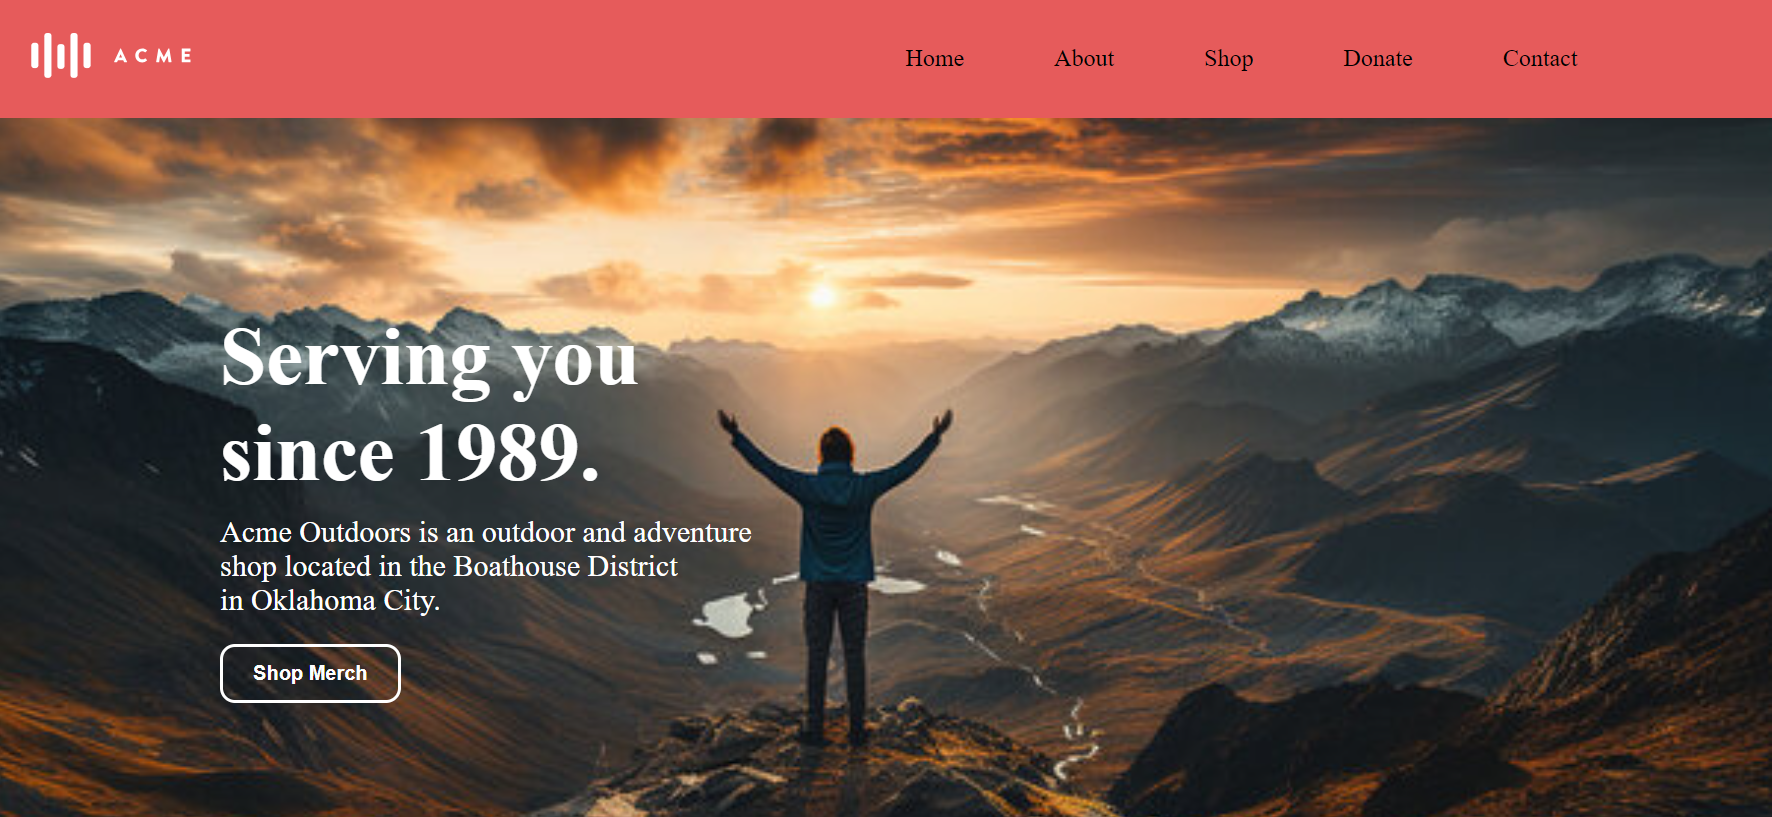 ACME
Home About Shop Donate Contact
Serving you
since 1989.
Acme Outdoors is an outdoor and adventure
shop located in the Boathouse District
in Oklahoma City.
Shop Merch